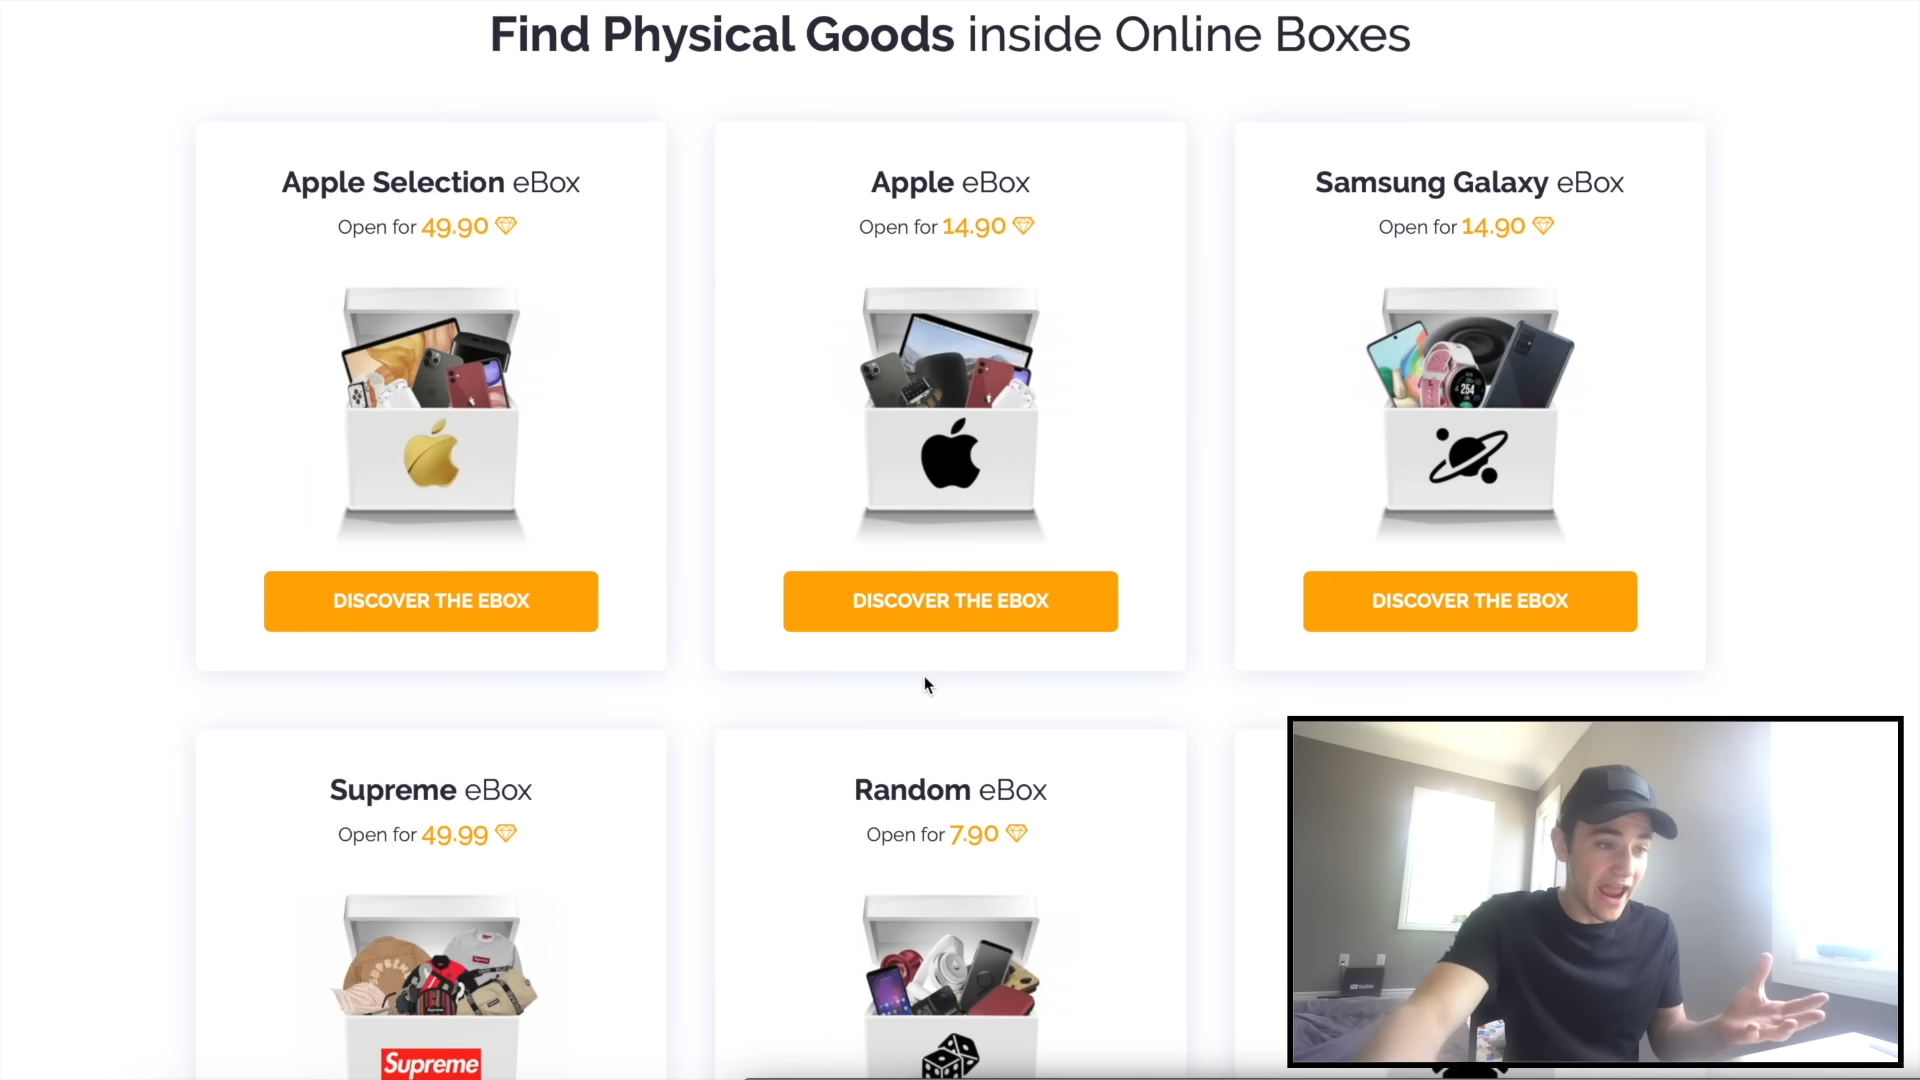 Find Physical Goods inside Online Boxes
Apple Selection eBox
Open for 49.90
Apple eBox
Open for 14.90
Samsung Galaxy eBox
Open for 14.90
DISCOVER THE EBOX
DISCOVER THE EBOX
DISCOVER THE EBOX
Supreme eBox
Open for 49.99
Random eBox
Open for 7.90
Supreme
254